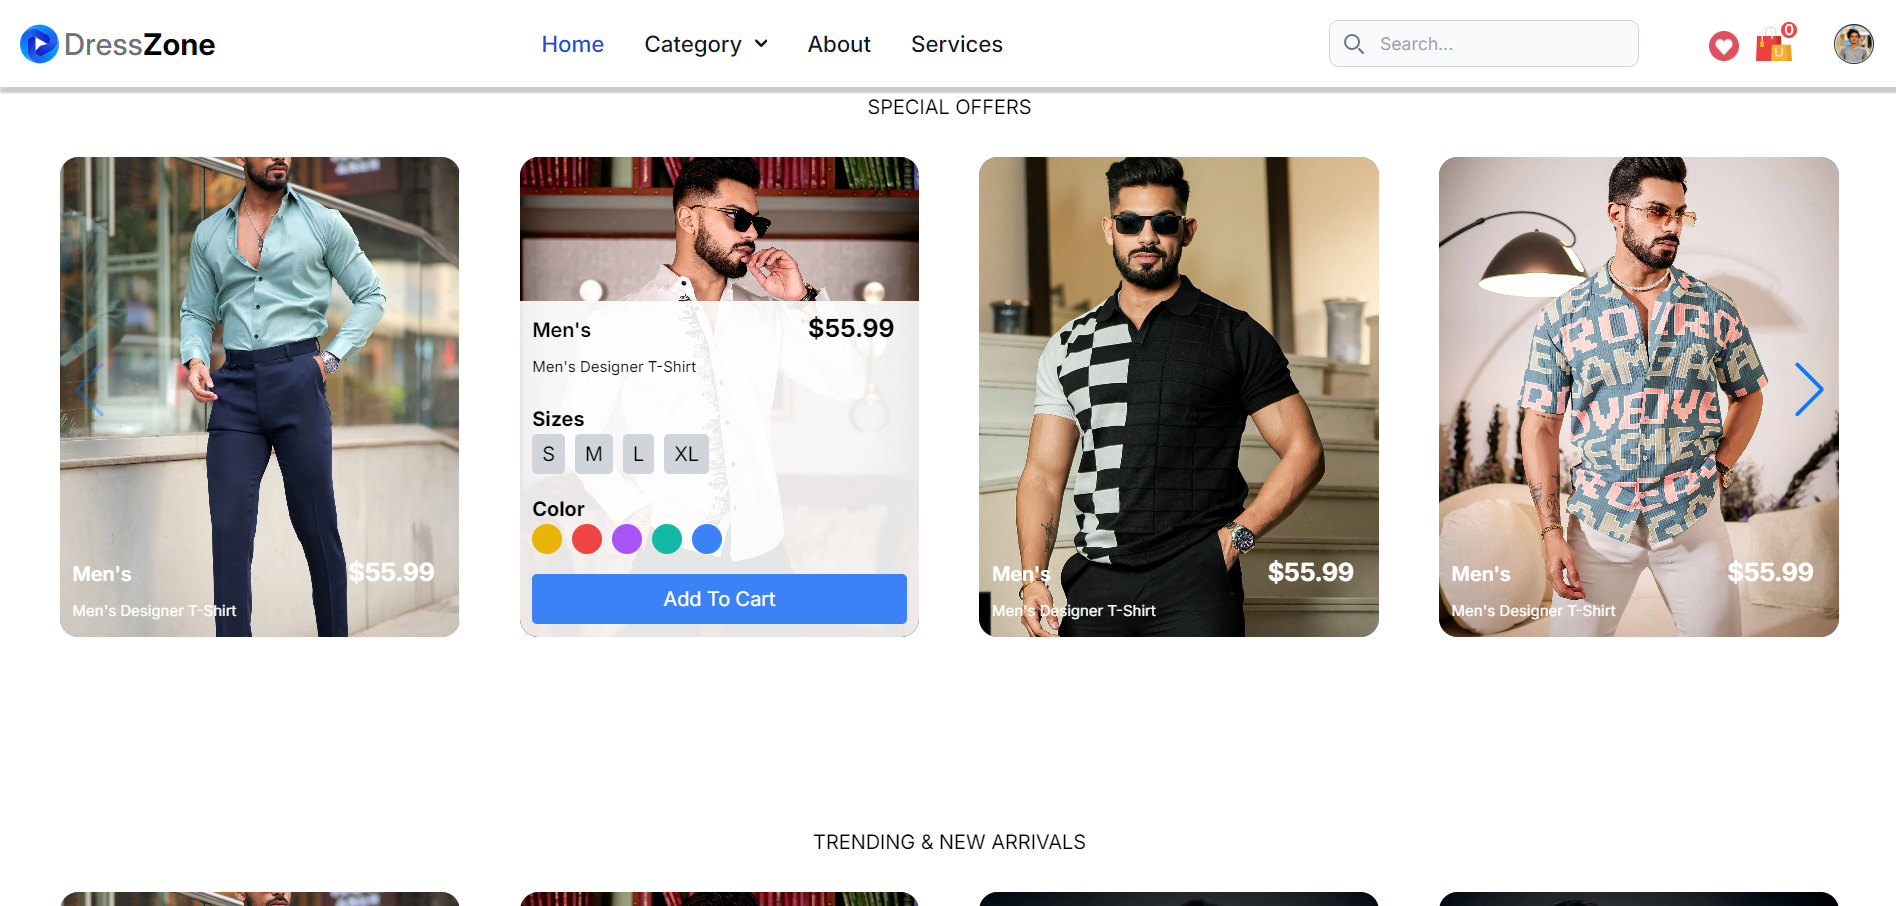 DressZone
Home
Category
About
Services
Search...
0
SPECIAL OFFERS
Men's
$55.99
Men's Designer T-Shirt
Men's
$55.99
Men's Designer T-Shirt
Sizes
S
M
L
XL
Color
Add To Cart
Men's
$55.99
Men's Designer T-Shirt
Men's
$55.99
Men's Designer T-Shirt
TRENDING & NEW ARRIVALS